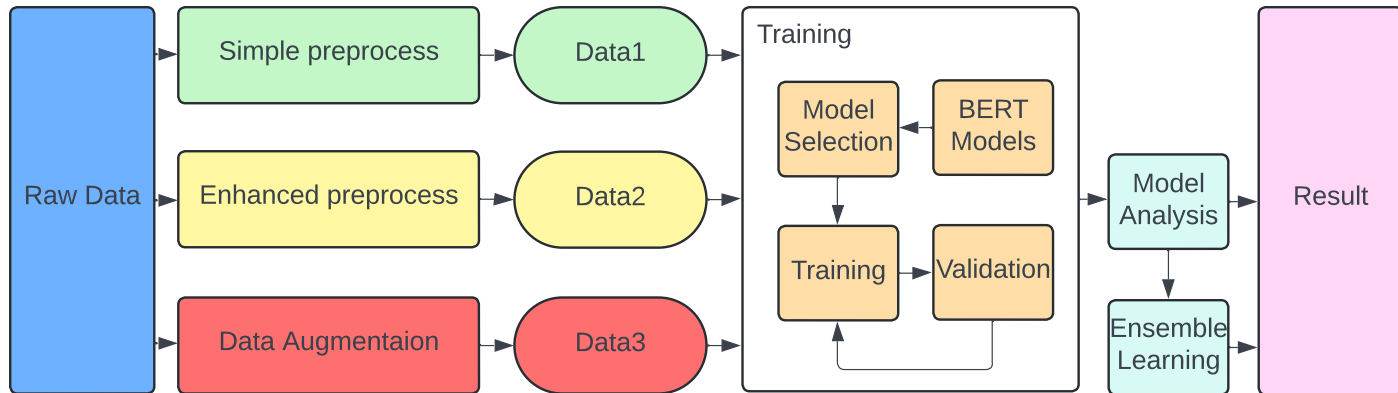 Raw Data
Simple preprocess
Data1
Enhanced preprocess
Data2
Data Augmentaion
Data3
Training
Model
Selection
BERT
Models
Training
Validation
Model
Analysis
Ensemble
Learning
Result